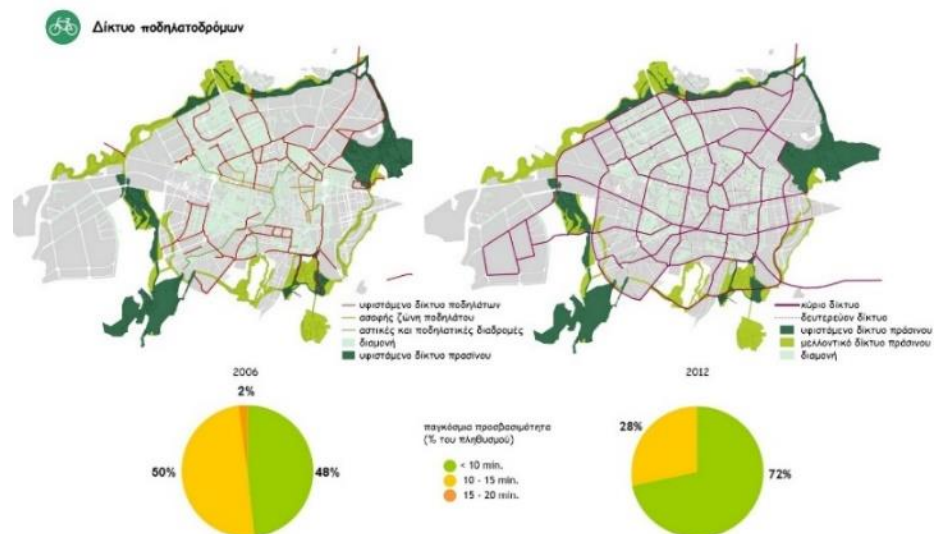 Δίκτυο ποδηλατοδρόμων
υφιστάμενο δίκτυο ποδηλάτων
ασαφής ζώνη ποδηλάτου
αστικές και ποδηλατικές διαδρομές
διαμονή
υφιστάμενο δίκτυο πρασίνου
κύριο δίκτυο
δευτερεύον δίκτυο
υφιστάμενο δίκτυο πράσινου
μελλοντικό δίκτυο πράσινου
διαμονή
2006
2%
50%
48%
παγκόσμια προσβασιμότητα
(% του πληθυσμού)
< 10 min.
10 - 15 min.
15 - 20 min.
2012
28%
72%